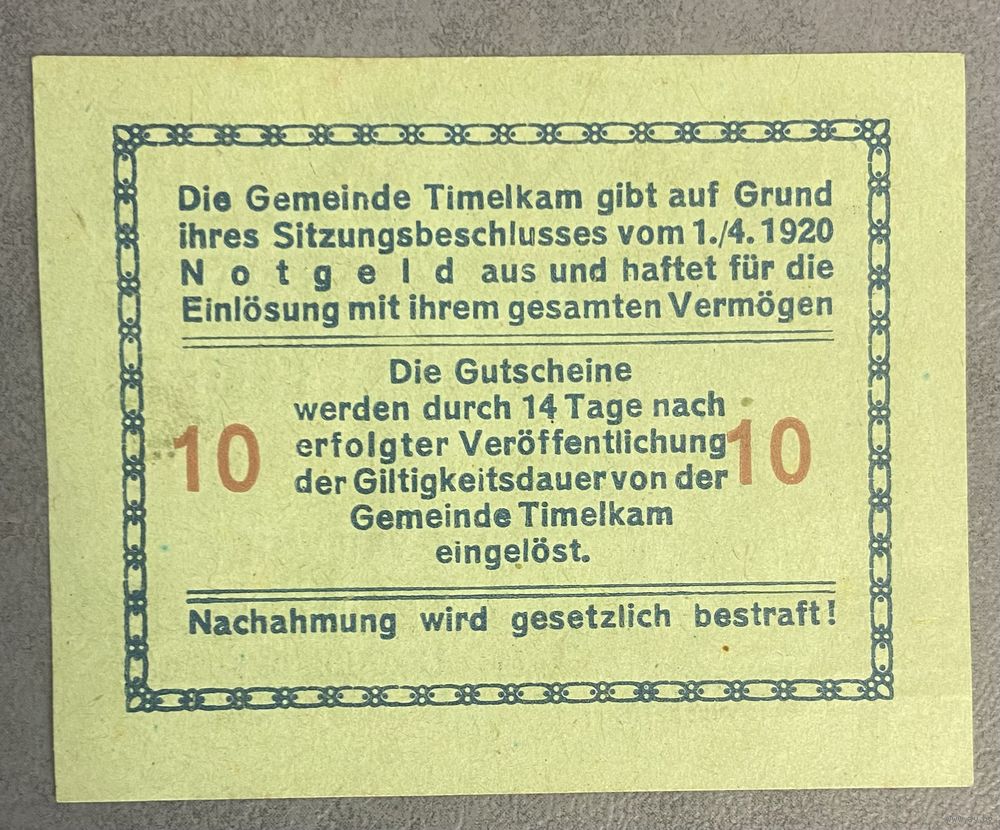 Die Gemeinde Timelkam gibt auf Grund
ihres Sitzungsbeschlusses vom 1./4. 1920
Notgeld aus und haftet für die
Einlösung mit ihrem gesamten Vermögen
Die Gutscheine
werden durch 14 Tage nach
erfolgter Veröffentlichung
der Giltigkeitsdauer von der
Gemeinde Timelkam
eingelöst.
10
10
Nachahmung wird gesetzlich bestraft!